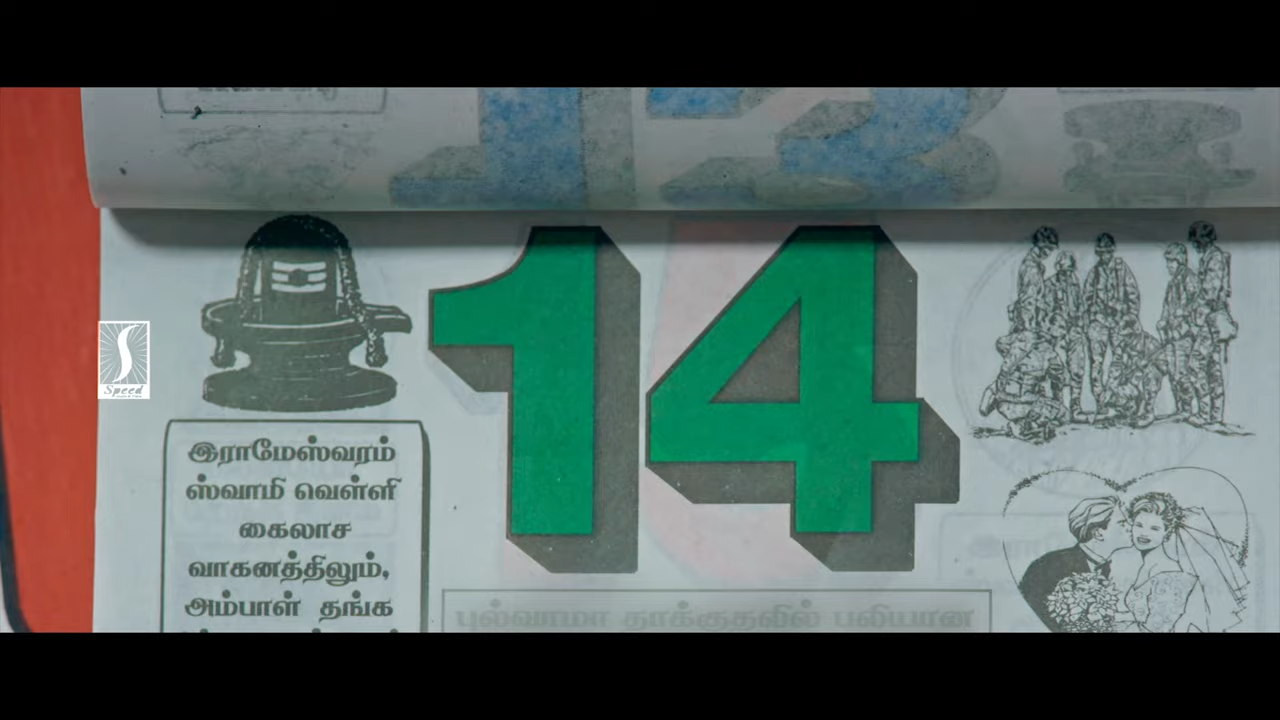 14
இராமேஸ்வரம்
ஸ்வாமி வெள்ளி
கைலாச
வாகனத்திலும்,
அம்பாள் தங்க
புல்வாமா தாக்குதலில் பலியான
S
Speed